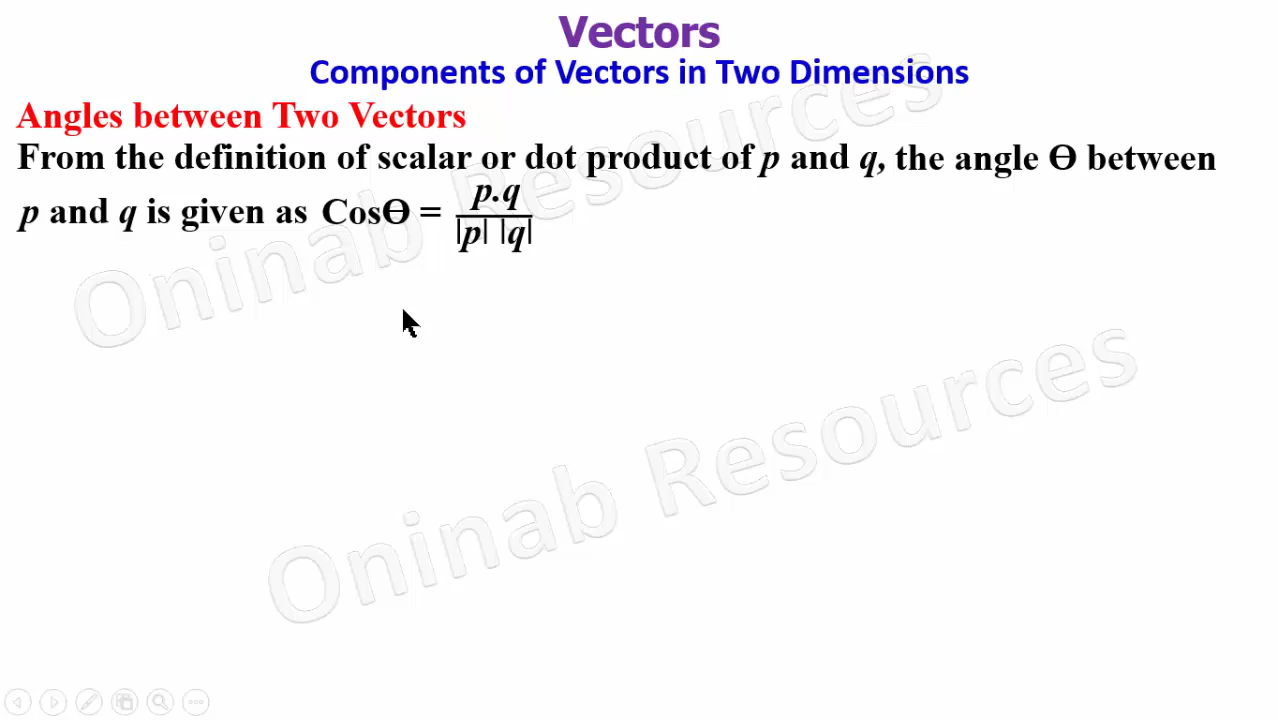 Vectors
Components of Vectors in Two Dimensions
Angles between Two Vectors
From the definition of scalar or dot product of p and q, the angle Ɵ between
p and q is given as CosƟ = p.q / |p| |q|
Oninab Resources
Oninab Resources